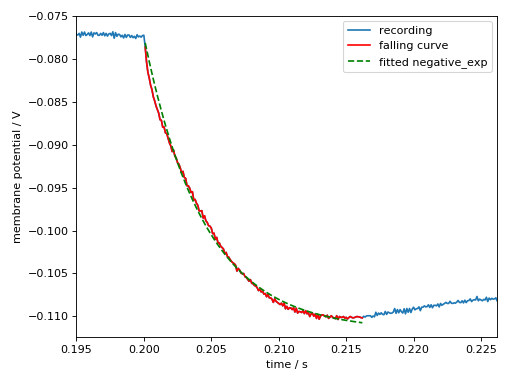 −0.075
−0.080
−0.085
−0.090
−0.095
−0.100
−0.105
−0.110
membrane potential / V
recording
falling curve
fitted negative_exp
0.195 0.200 0.205 0.210 0.215 0.220 0.225
time / s